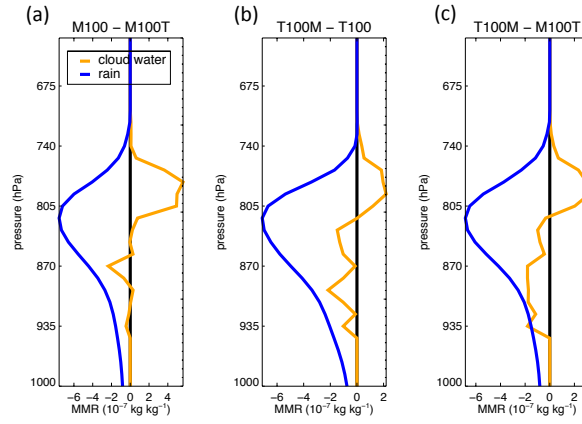 (a)
M100 − M100T
cloud water
rain
675
740
805
870
935
1000
pressure (hPa)
−6 −4 −2 0 2 4
MMR (10⁻⁷ kg kg⁻¹)
(b)
T100M − T100
675
740
805
870
935
1000
pressure (hPa)
−6 −4 −2 0 2
MMR (10⁻⁷ kg kg⁻¹)
(c)
T100M − M100T
675
740
805
870
935
1000
pressure (hPa)
−6 −4 −2 0 2
MMR (10⁻⁷ kg kg⁻¹)